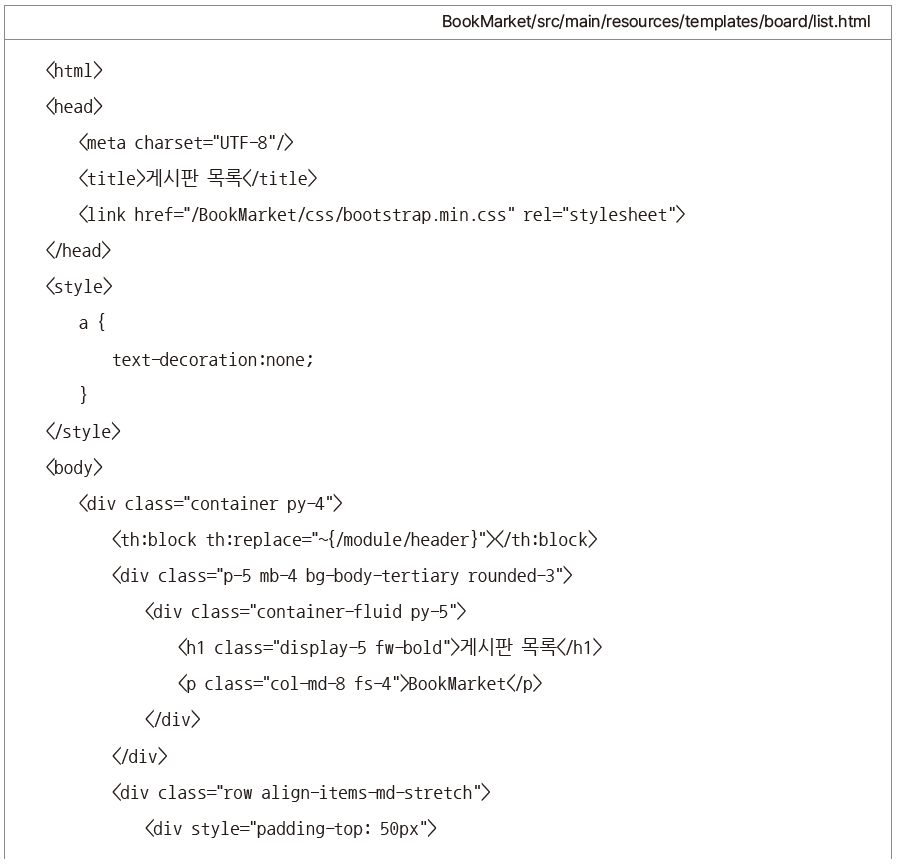 BookMarket/src/main/resources/templates/board/list.html
<html>
<head>
<meta charset="UTF-8"/>
<title>게시판 목록</title>
<link href="/BookMarket/css/bootstrap.min.css" rel="stylesheet">
</head>
<style>
a {
text-decoration:none;
}
</style>
<body>
<div class="container py-4">
<th:block th:replace="~{/module/header}"></th:block>
<div class="p-5 mb-4 bg-body-tertiary rounded-3">
<div class="container-fluid py-5">
<h1 class="display-5 fw-bold">게시판 목록</h1>
<p class="col-md-8 fs-4">BookMarket</p>
</div>
</div>
<div class="row align-items-md-stretch">
<div style="padding-top: 50px">